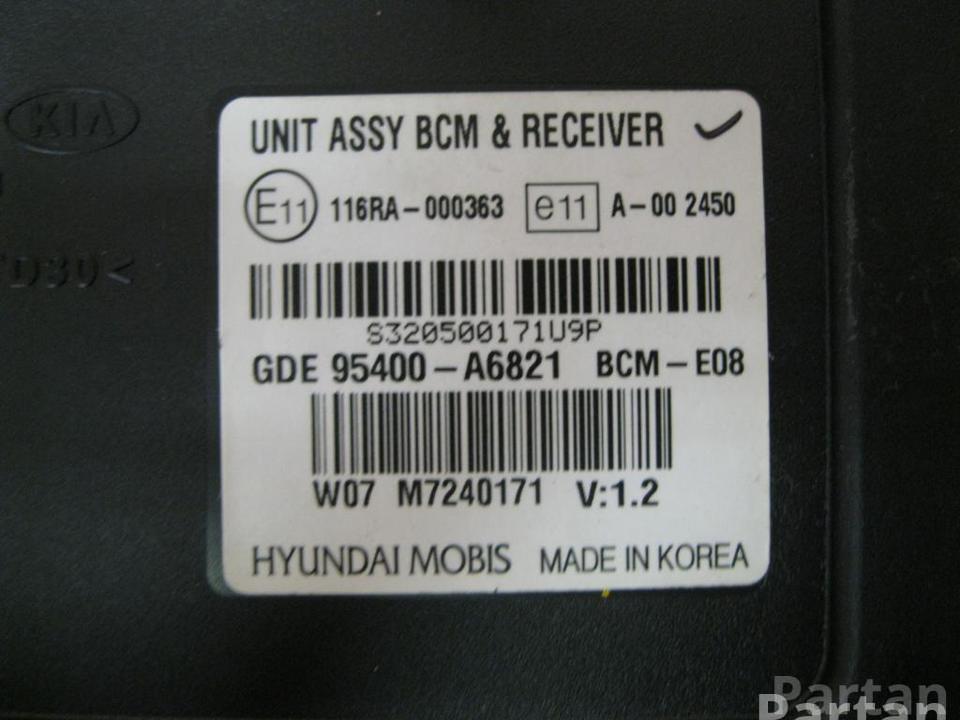 KIA
UNIT ASSY BCM & RECEIVER
E11 116RA-000363 e11 A-00 2450
S320500171U9P
GDE 95400-A6821 BCM-E08
W07 M7240171 V:1.2
HYUNDAI MOBIS MADE IN KOREA
Partan
Partan